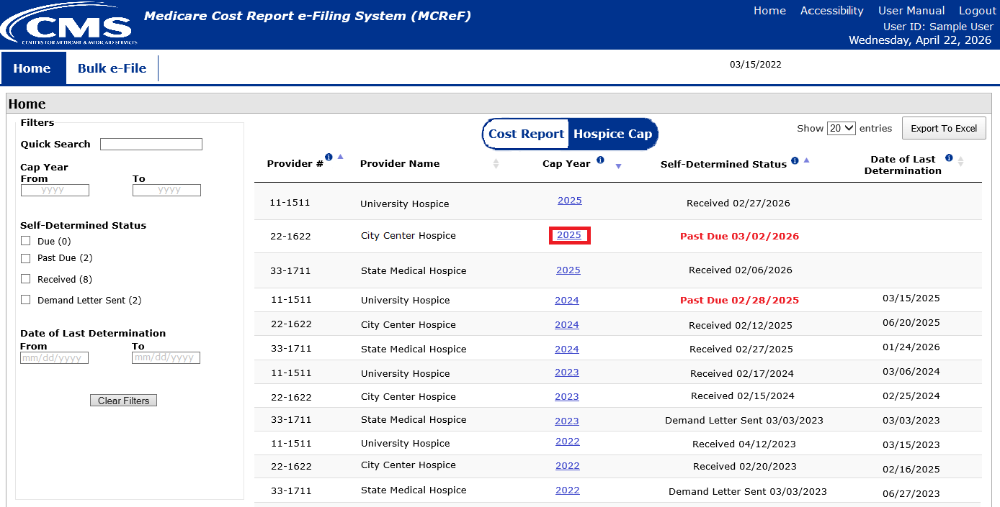 CMS
CENTERS FOR MEDICARE & MEDICAID SERVICES
Medicare Cost Report e-Filing System (MCReF)
Home Accessibility User Manual Logout
User ID: Sample User
Wednesday, April 22, 2026
Home Bulk e-File
03/15/2022
Home
Filters
Quick Search
Cap Year
From To
yyyy yyyy
Self-Determined Status
Due (0)
Past Due (2)
Received (8)
Demand Letter Sent (2)
Date of Last Determination
From To
mm/dd/yyyy mm/dd/yyyy
Clear Filters
Cost Report Hospice Cap
Show 20 entries Export To Excel
Provider # Provider Name Cap Year Self-Determined Status Date of Last
Determination
11-1511 University Hospice 2025 Received 02/27/2026
22-1622 City Center Hospice 2025 Past Due 03/02/2026
33-1711 State Medical Hospice 2025 Received 02/06/2026
11-1511 University Hospice 2024 Past Due 02/28/2025 03/15/2025
22-1622 City Center Hospice 2024 Received 02/12/2025 06/20/2025
33-1711 State Medical Hospice 2024 Received 02/27/2025 01/24/2026
11-1511 University Hospice 2023 Received 02/17/2024 03/06/2024
22-1622 City Center Hospice 2023 Received 02/15/2024 02/25/2024
33-1711 State Medical Hospice 2023 Demand Letter Sent 03/03/2023 03/03/2023
11-1511 University Hospice 2022 Received 04/12/2023 03/15/2023
22-1622 City Center Hospice 2022 Received 02/20/2023 02/16/2025
33-1711 State Medical Hospice 2022 Demand Letter Sent 03/03/2023 06/27/2023